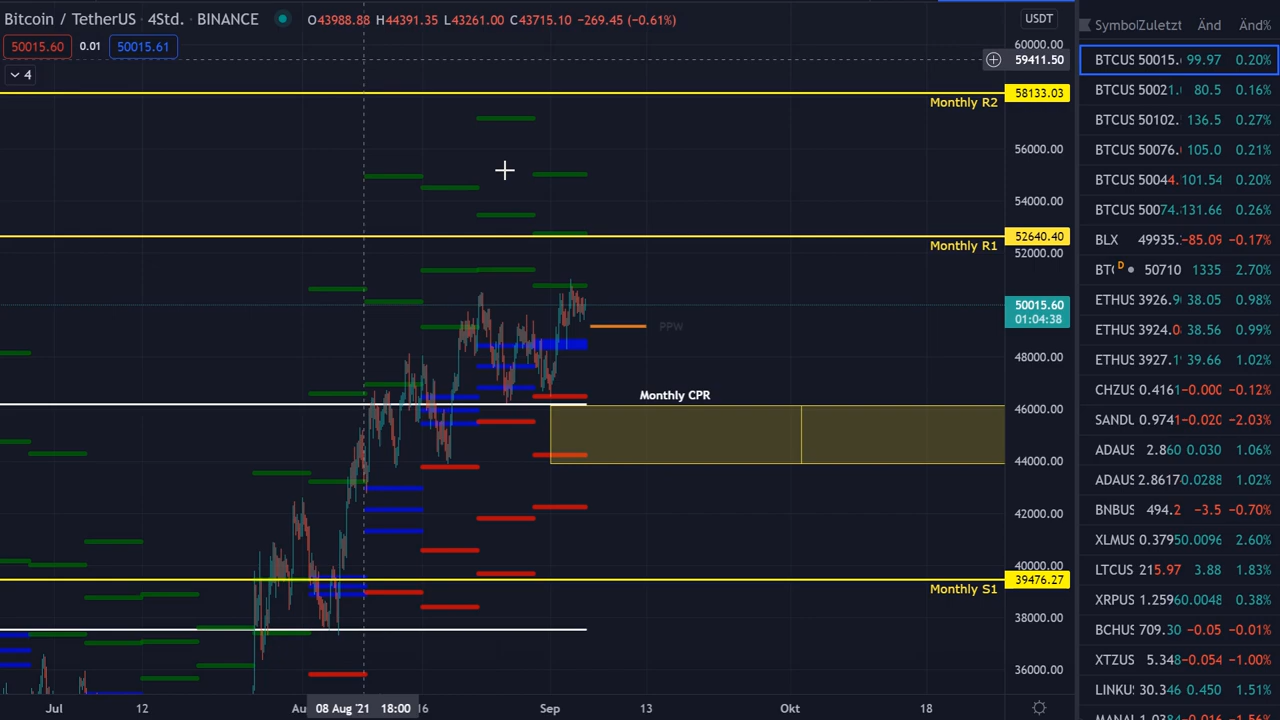 Bitcoin / TetherUS · 4Std. · BINANCE O43988.88 H44391.35 L43261.00 C43715.10 −269.45 (−0.61%)
50015.60 0.01 50015.61
4
USDT
60000.00
59411.50
58133.03
Monthly R2
56000.00
54000.00
52640.40
Monthly R1
52000.00
50015.60
01:04:38
PPW
48000.00
Monthly CPR
46000.00
44000.00
42000.00
40000.00
39476.27
Monthly S1
38000.00
36000.00
Jul 12 Au 08 Aug '21 18:00 16 Sep 13 Okt 18
Symbol Zuletzt Änd Änd%
BTCUS 50015. 99.97 0.20%
BTCUS 50021. 80.5 0.16%
BTCUS 50102. 136.5 0.27%
BTCUS 50076. 105.0 0.21%
BTCUS 50044. 101.54 0.20%
BTCUS 50074. 131.66 0.26%
BLX 49935. −85.09 −0.17%
BT D 50710 1335 2.70%
ETHUS 3926.9 38.05 0.98%
ETHUS 3924.0 38.56 0.99%
ETHUS 3927.1 39.66 1.02%
CHZUS 0.4161 −0.000 −0.12%
SANDL 0.9741 −0.020 −2.03%
ADAUS 2.860 0.030 1.06%
ADAUS 2.8617 0.0288 1.02%
BNBUS 494.2 −3.5 −0.70%
XLMUS 0.3795 0.0096 2.60%
LTCUS 215.97 3.88 1.83%
XRPUS 1.2596 0.0048 0.38%
BCHUS 709.30 −0.05 −0.01%
XTZUS 5.348 −0.054 −1.00%
LINKU 30.346 0.450 1.51%